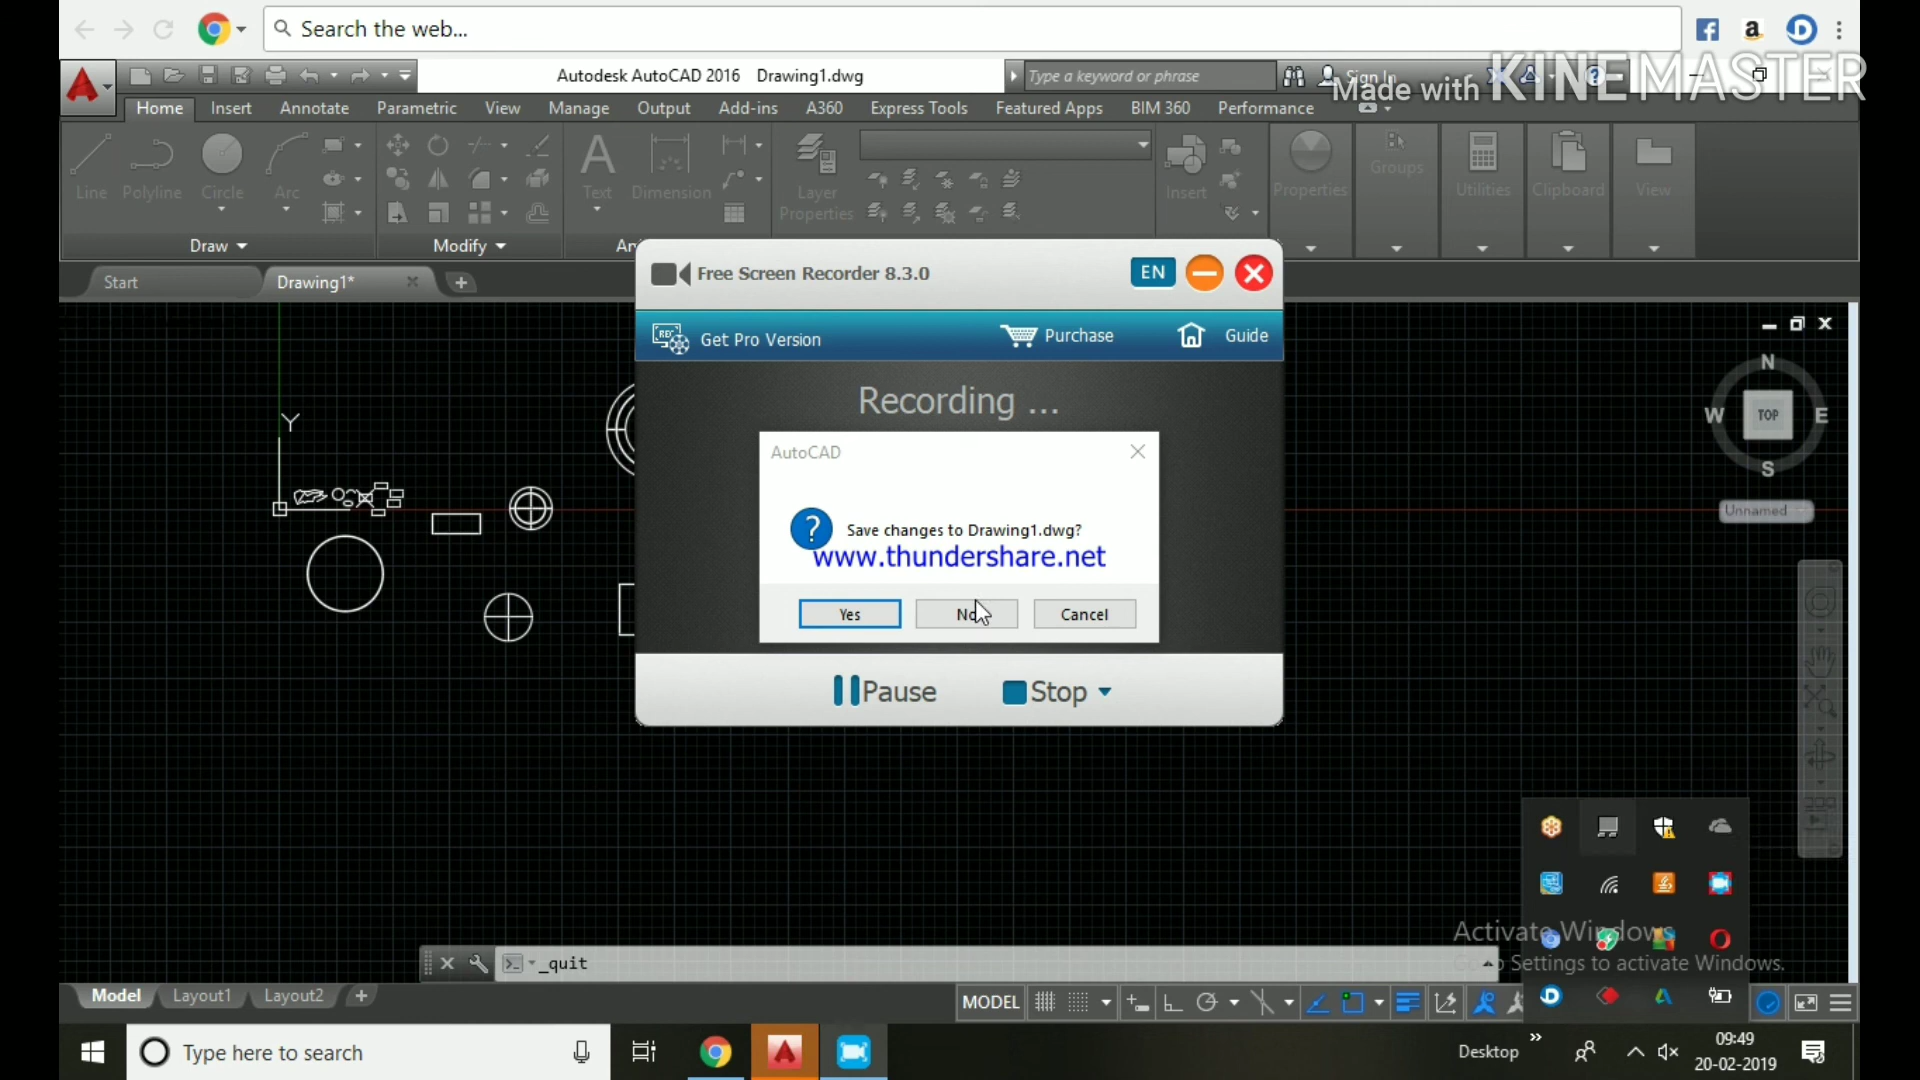 Search the web...
Made with KINEMASTER
Autodesk AutoCAD 2016 Drawing1.dwg
Type a keyword or phrase
Sign In
Home Insert Annotate Parametric View Manage Output Add-ins A360 Express Tools Featured Apps BIM 360 Performance
Line Polyline Circle Arc
Text Dimension
Layer
Properties
Insert
Properties Groups Utilities Clipboard View
Draw Modify
Start Drawing1*
Free Screen Recorder 8.3.0 EN
REC Get Pro Version Purchase Guide
Recording ...
AutoCAD
Save changes to Drawing1.dwg?
www.thundershare.net
Yes No Cancel
Pause Stop
Y
N
W TOP E
S
Unnamed
_quit
Activate Windows
Settings to activate Windows.
Model Layout1 Layout2 +
MODEL
Type here to search
Desktop
09:49
20-02-2019